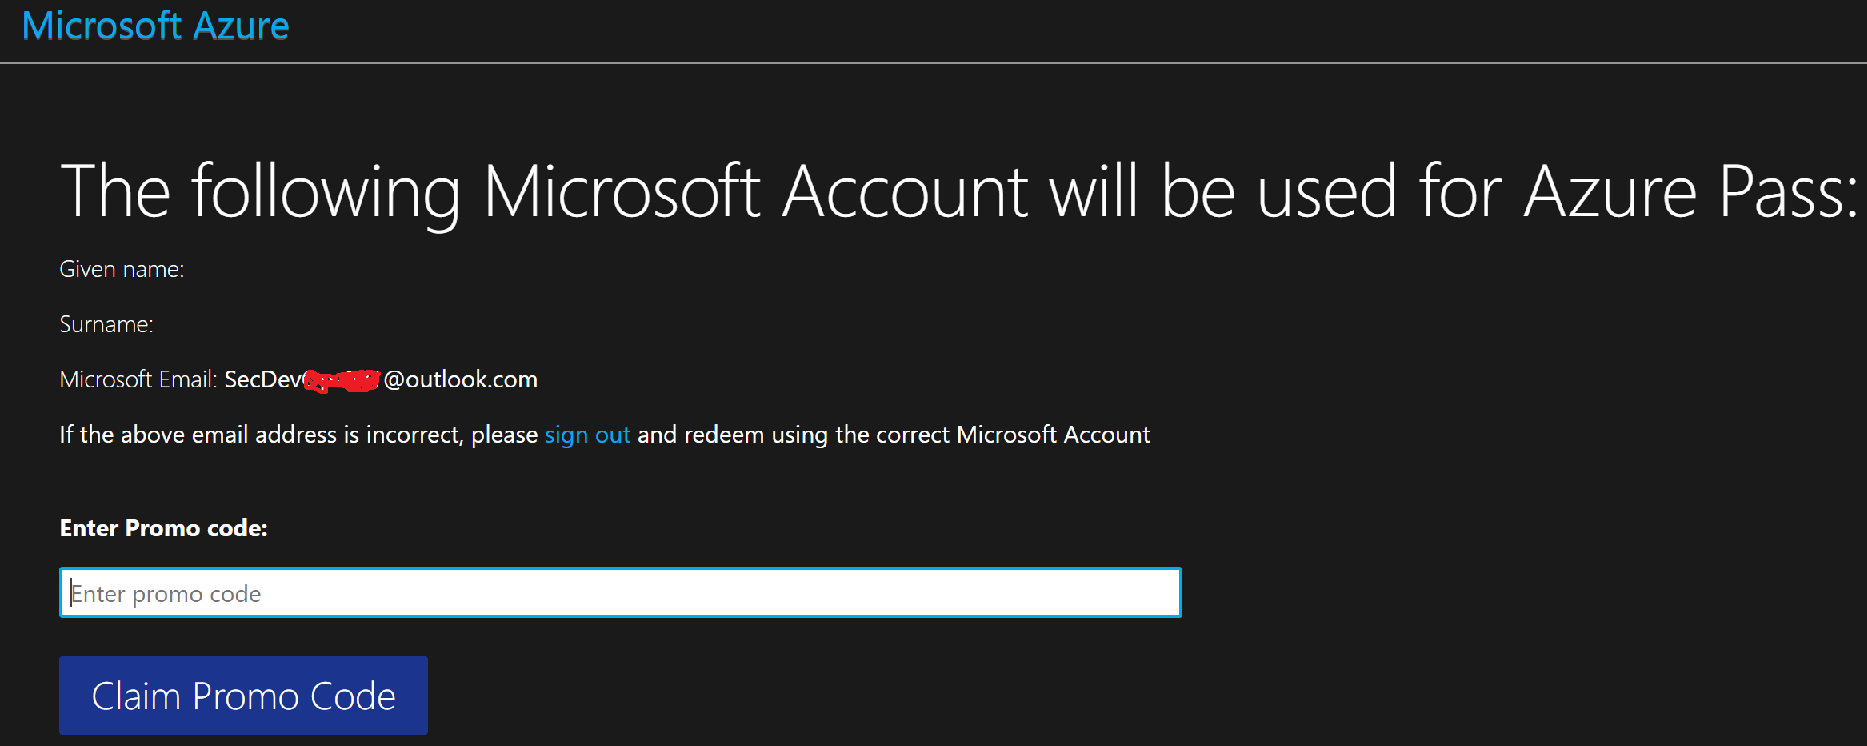 Microsoft Azure
The following Microsoft Account will be used for Azure Pass:
Given name:
Surname:
Microsoft Email: SecDev @outlook.com
If the above email address is incorrect, please sign out and redeem using the correct Microsoft Account
Enter Promo code:
Enter promo code
Claim Promo Code